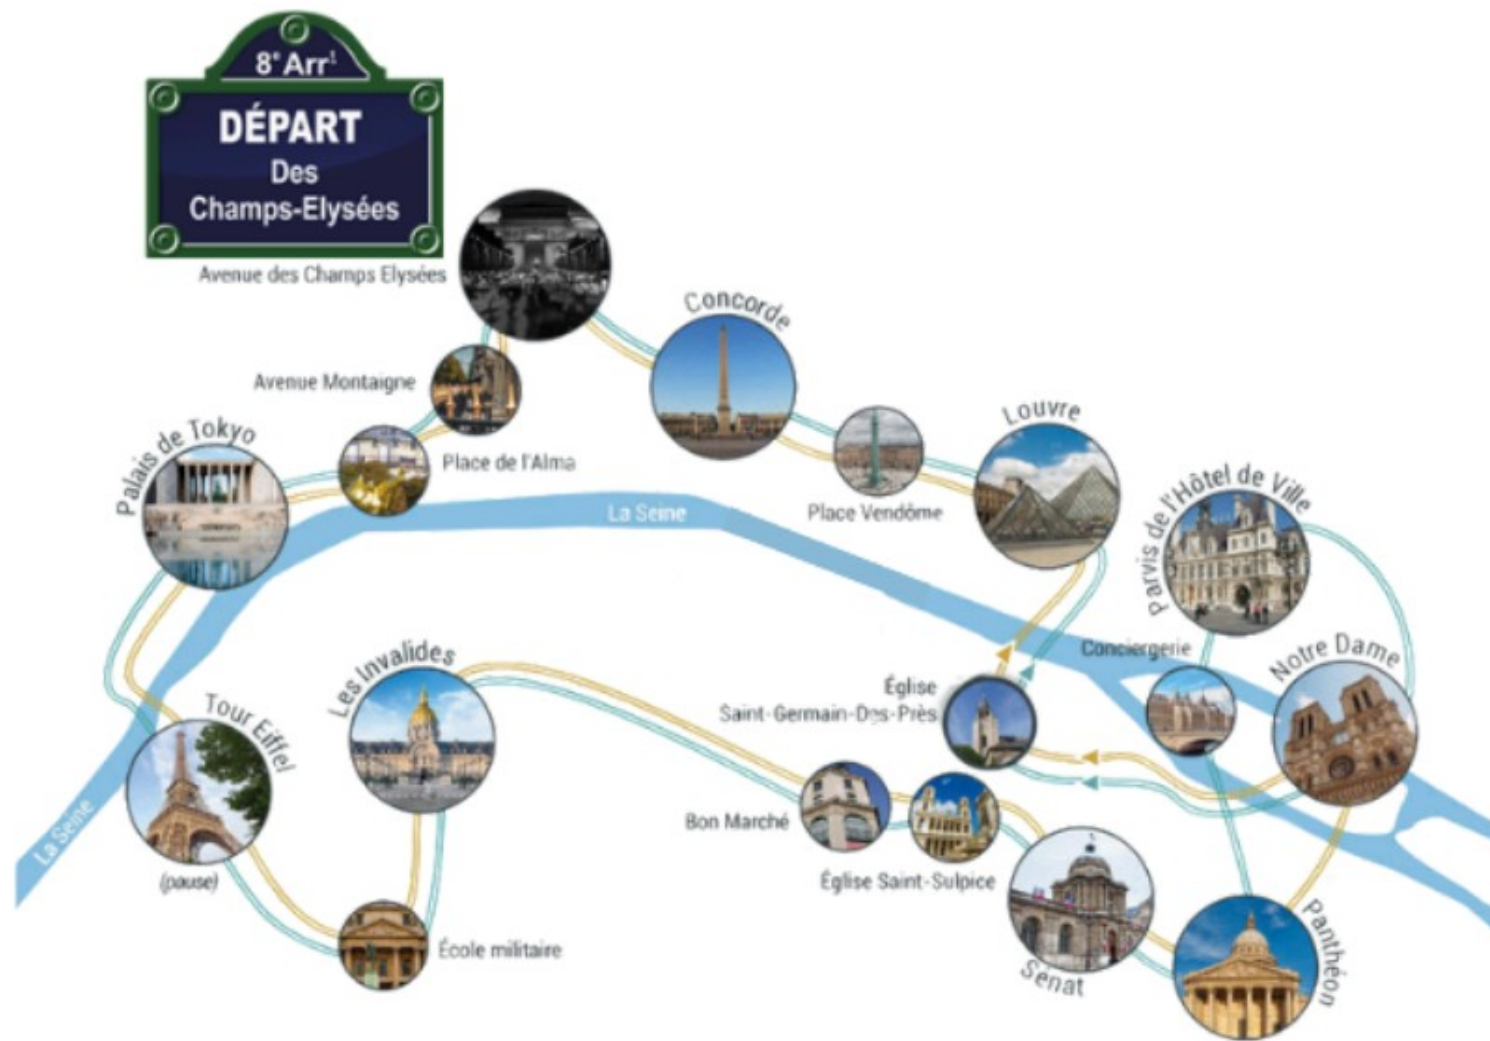 8e Arrt
DÉPART
Des
Champs-Elysées
Avenue des Champs Elysées
Concorde
Avenue Montaigne
Louvre
Palais de Tokyo
Place de l'Alma
Parvis de l'Hôtel de Ville
La Seine
Place Vendôme
Conciergerie
Notre Dame
Les Invalides
Église
Saint-Germain-Des-Près
Tour Eiffel
La Seine
Bon Marché
(pause)
Église Saint-Sulpice
École militaire
Panthéon
Sénat